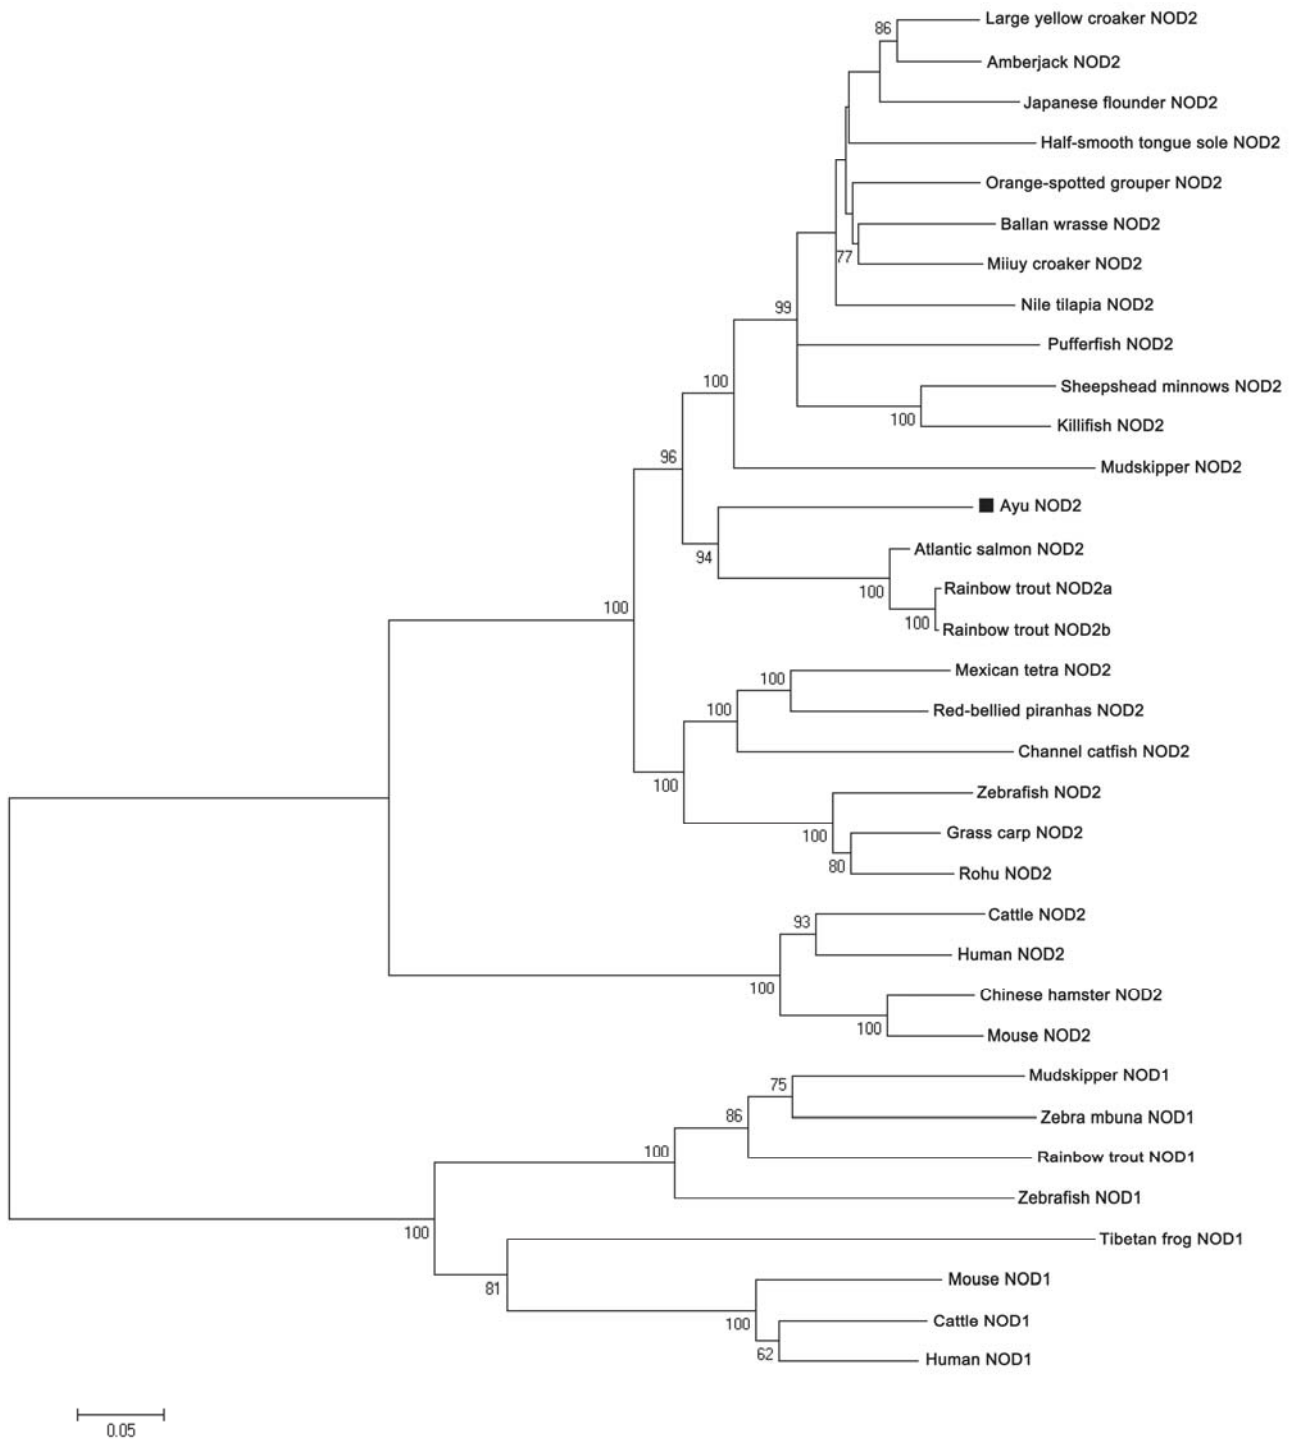 Large yellow croaker NOD2
86
Amberjack NOD2
Japanese flounder NOD2
Half-smooth tongue sole NOD2
Orange-spotted grouper NOD2
Ballan wrasse NOD2
77
Miiuy croaker NOD2
Nile tilapia NOD2
99
Pufferfish NOD2
100
Sheepshead minnows NOD2
100
Killifish NOD2
96
Mudskipper NOD2
Ayu NOD2
94
Atlantic salmon NOD2
100
Rainbow trout NOD2a
100
100
Rainbow trout NOD2b
Mexican tetra NOD2
100
Red-bellied piranhas NOD2
100
Channel catfish NOD2
100
Zebrafish NOD2
100
Grass carp NOD2
80
Rohu NOD2
Cattle NOD2
93
Human NOD2
100
Chinese hamster NOD2
100
Mouse NOD2
Mudskipper NOD1
75
Zebra mbuna NOD1
86
Rainbow trout NOD1
100
Zebrafish NOD1
100
Tibetan frog NOD1
81
Mouse NOD1
100
Cattle NOD1
62
Human NOD1
0.05